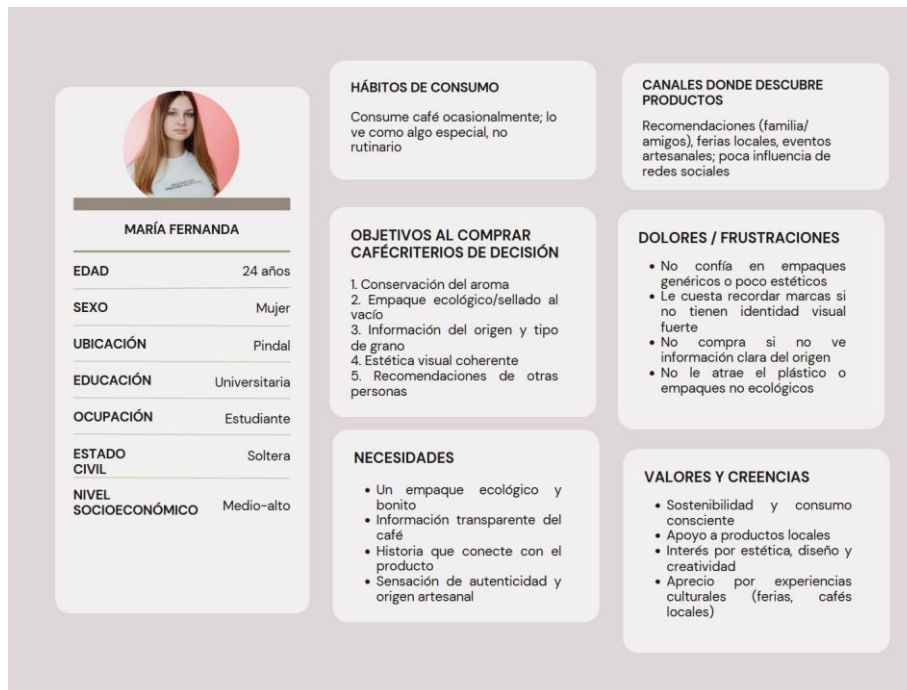 MARÍA FERNANDA
EDAD 24 años
SEXO Mujer
UBICACIÓN Pindal
EDUCACIÓN Universitaria
OCUPACIÓN Estudiante
ESTADO
CIVIL Soltera
NIVEL
SOCIOECONÓMICO Medio-alto
HÁBITOS DE CONSUMO
Consume café ocasionalmente; lo
ve como algo especial, no
rutinario
CANALES DONDE DESCUBRE
PRODUCTOS
Recomendaciones (familia/
amigos), ferias locales, eventos
artesanales; poca influencia de
redes sociales
OBJETIVOS AL COMPRAR
CAFÉCRITERIOS DE DECISIÓN
1. Conservación del aroma
2. Empaque ecológico/sellado al
vacío
3. Información del origen y tipo
de grano
4. Estética visual coherente
5. Recomendaciones de otras
personas
DOLORES / FRUSTRACIONES
• No confía en empaques
genéricos o poco estéticos
• Le cuesta recordar marcas si
no tienen identidad visual
fuerte
• No compra si no ve
información clara del origen
• No le atrae el plástico o
empaques no ecológicos
NECESIDADES
• Un empaque ecológico y
bonito
• Información transparente del
café
• Historia que conecte con el
producto
• Sensación de autenticidad y
origen artesanal
VALORES Y CREENCIAS
• Sostenibilidad y consumo
consciente
• Apoyo a productos locales
• Interés por estética, diseño y
creatividad
• Aprecio por experiencias
culturales (ferias, cafés
locales)